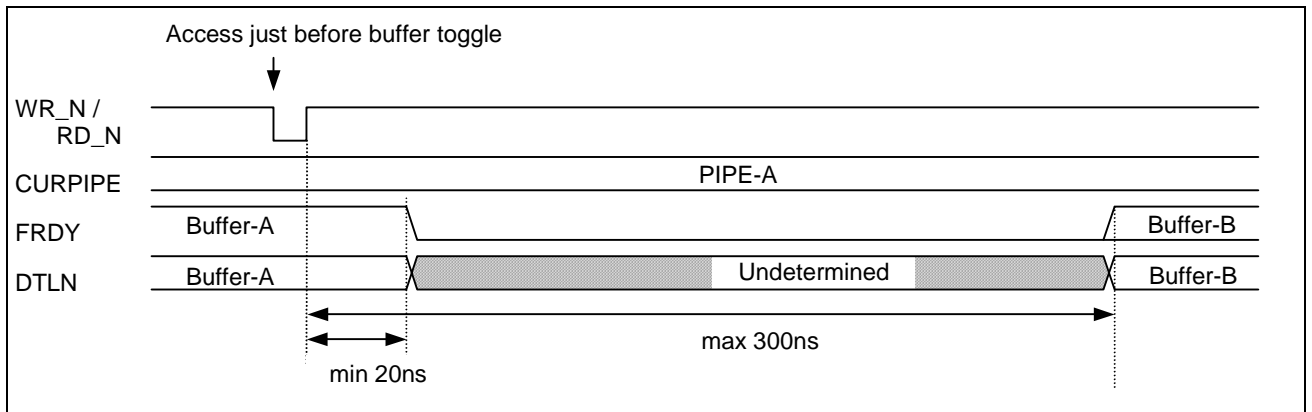 Access just before buffer toggle
WR_N /
RD_N
CURPIPE
PIPE-A
FRDY
Buffer-A
Buffer-B
DTLN
Buffer-A
Undetermined
Buffer-B
max 300ns
min 20ns